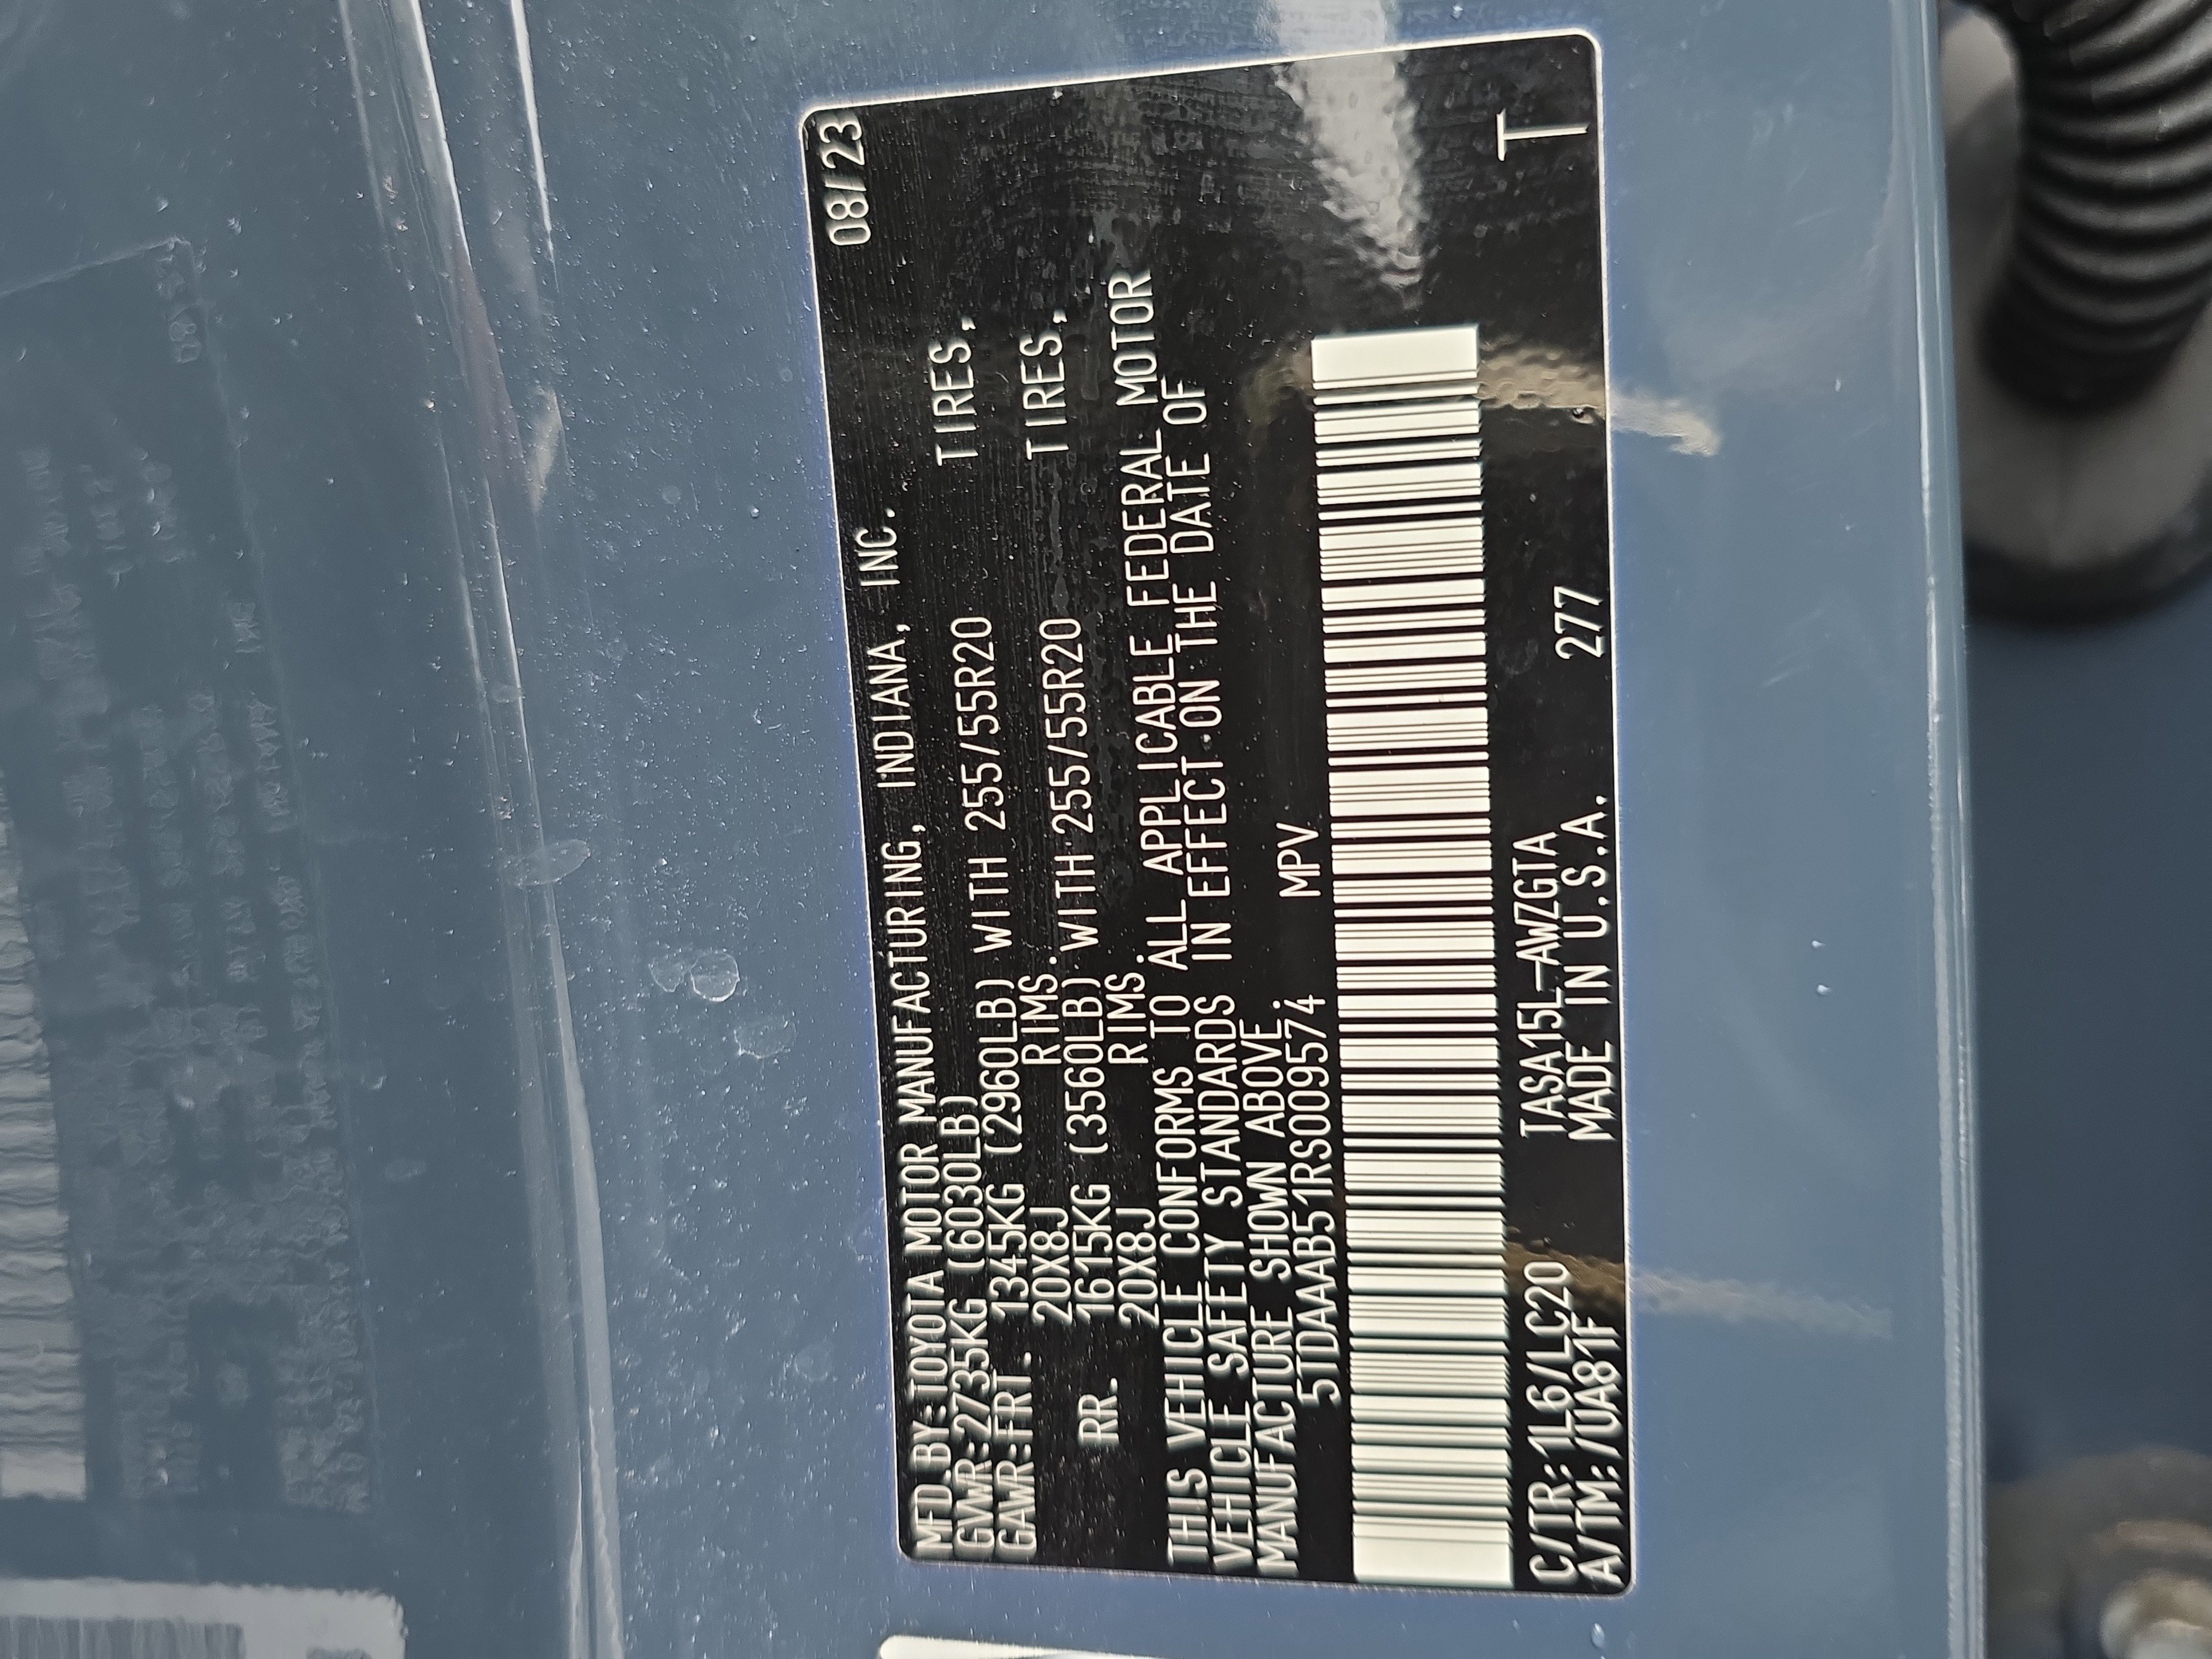 MFD.BY:TOYOTA MOTOR MANUFACTURING, INDIANA, INC. 08/23
GVWR:2735KG (6030LB)
GAWR:FRT. 1345KG (2960LB) WITH 255/55R20 TIRES,
20X8J RIMS.
RR. 1615KG (3560LB) WITH 255/55R20 TIRES,
20X8J RIMS.
THIS VEHICLE CONFORMS TO ALL APPLICABLE FEDERAL MOTOR
VEHICLE SAFETY STANDARDS IN EFFECT ON THE DATE OF
MANUFACTURE SHOWN ABOVE.
5TDAAAB51RS009574 MPV
C/TR:1L6/LC20 TASA15L-AWZGTA
A/TM:/UA81F MADE IN U.S.A. 277 T